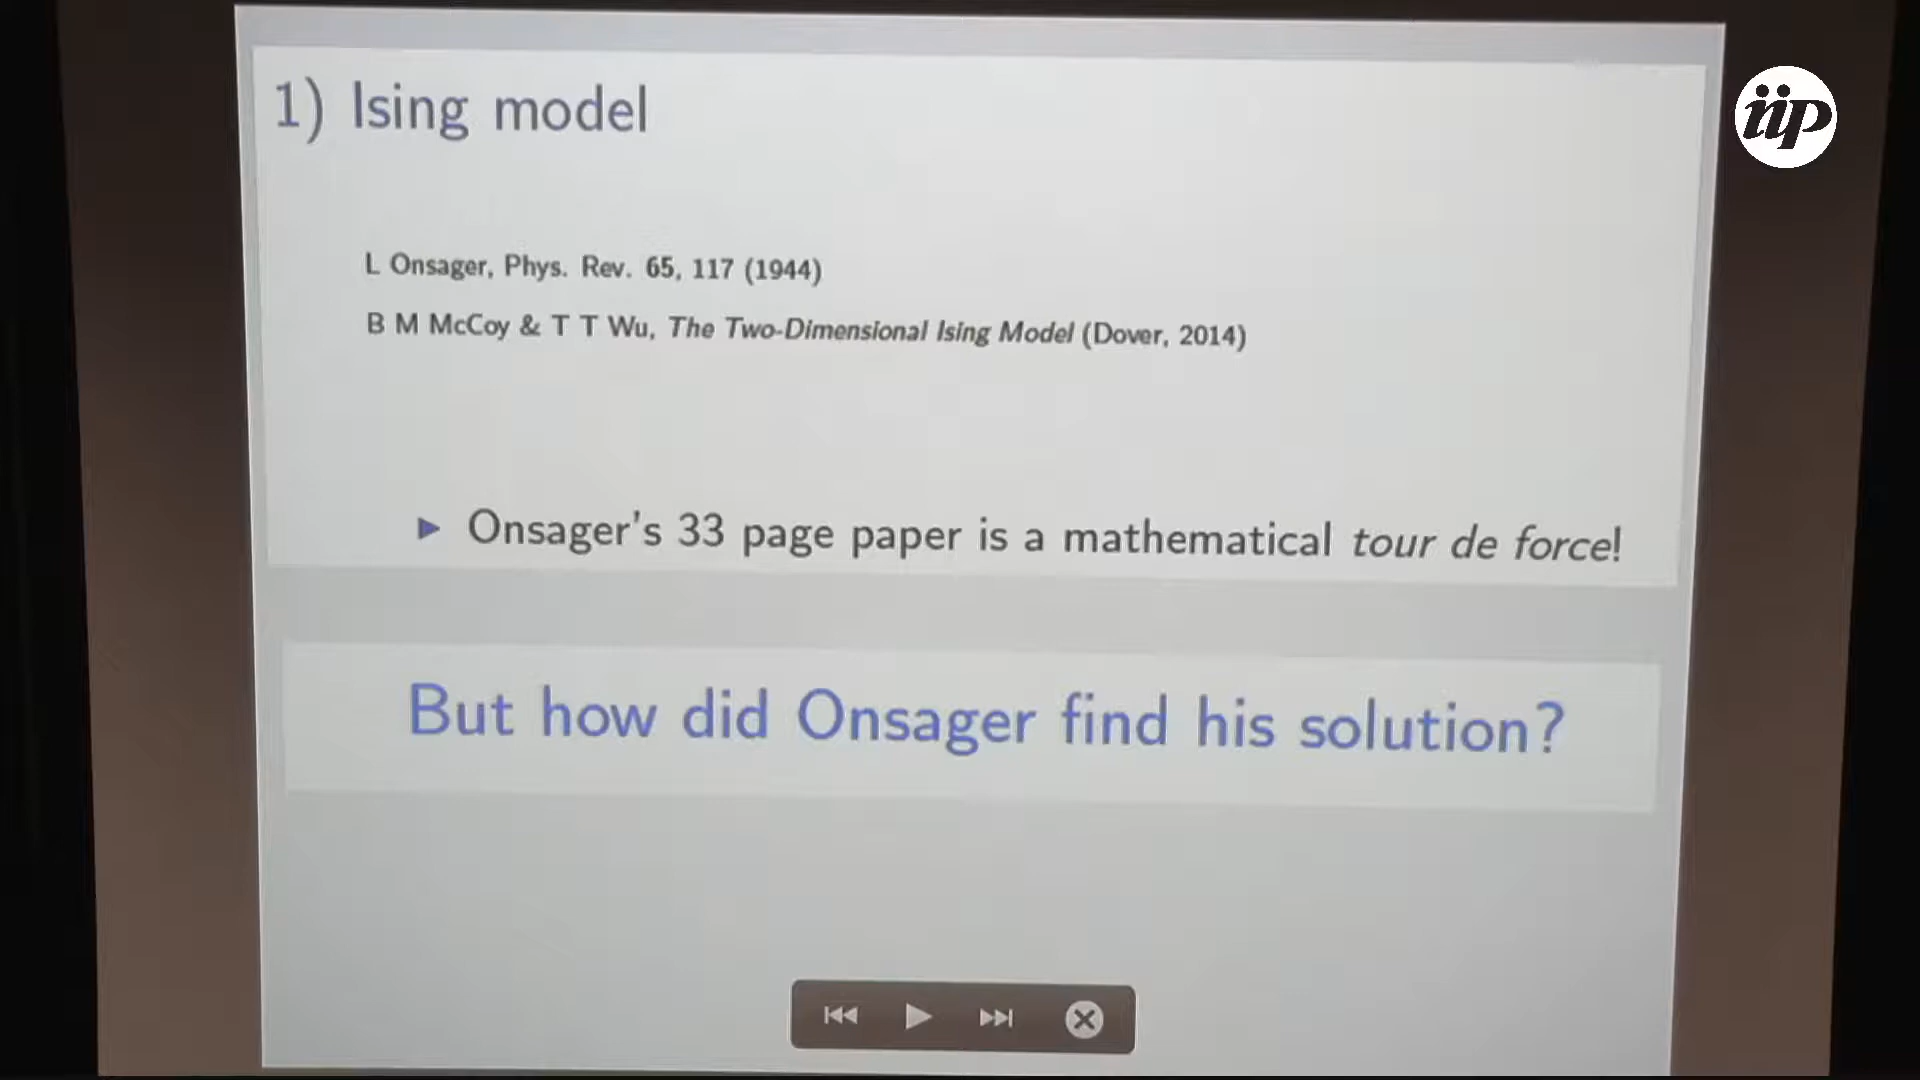 1) Ising model
iip
L Onsager, Phys. Rev. 65, 117 (1944)
B M McCoy & T T Wu, The Two-Dimensional Ising Model (Dover, 2014)
▶ Onsager's 33 page paper is a mathematical tour de force!
But how did Onsager find his solution?